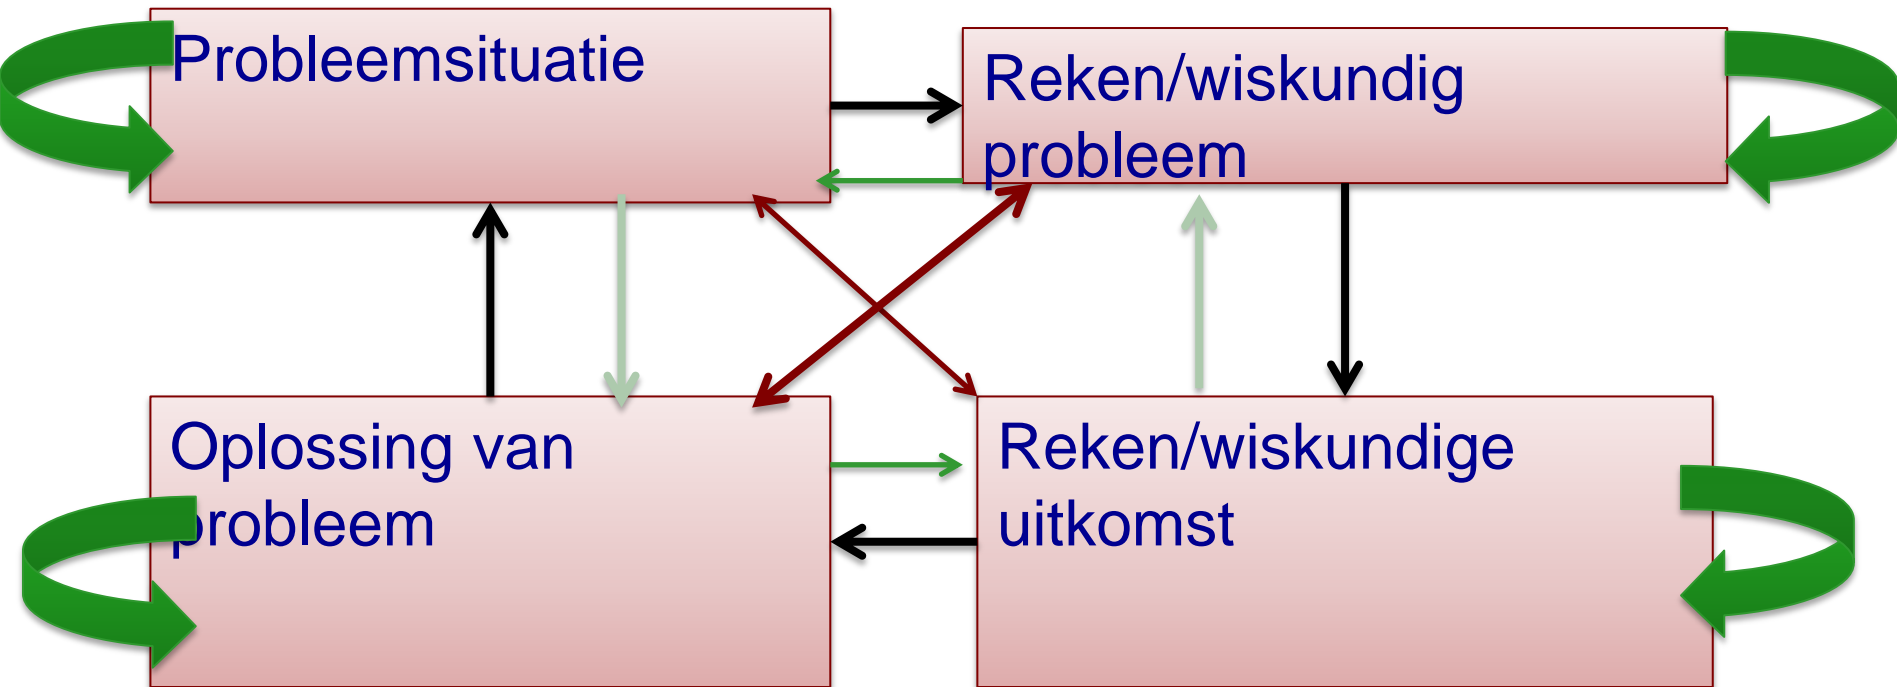 Probleemsituatie
Reken/wiskundig
probleem
Oplossing van
probleem
Reken/wiskundige
uitkomst